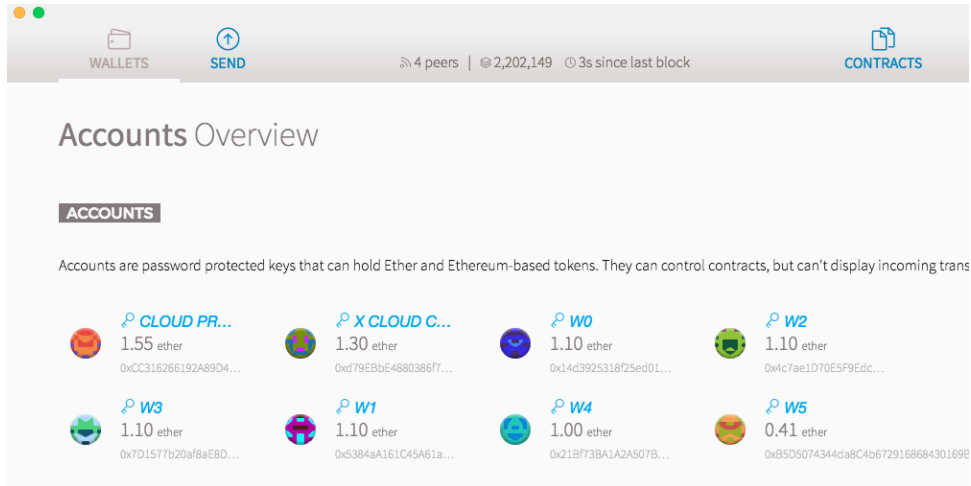 WALLETS SEND 4 peers | 2,202,149 3s since last block CONTRACTS
Accounts Overview
ACCOUNTS
Accounts are password protected keys that can hold Ether and Ethereum-based tokens. They can control contracts, but can't display incoming trans
CLOUD PR... X CLOUD C... W0 W2
1.55 ether 1.30 ether 1.10 ether 1.10 ether
0xCC316266192A89D4... 0xd79EBbE4880386f7... 0x14d3925318f25ed01... 0x4c7ae1D70E5F9Edc...
W3 W1 W4 W5
1.10 ether 1.10 ether 1.00 ether 0.41 ether
0x7D1577b20af8aE8D... 0x5384aA161C45A61a... 0x21Bf73BA1A2A507B... 0xB5D5074344da8C4b672916868430169B